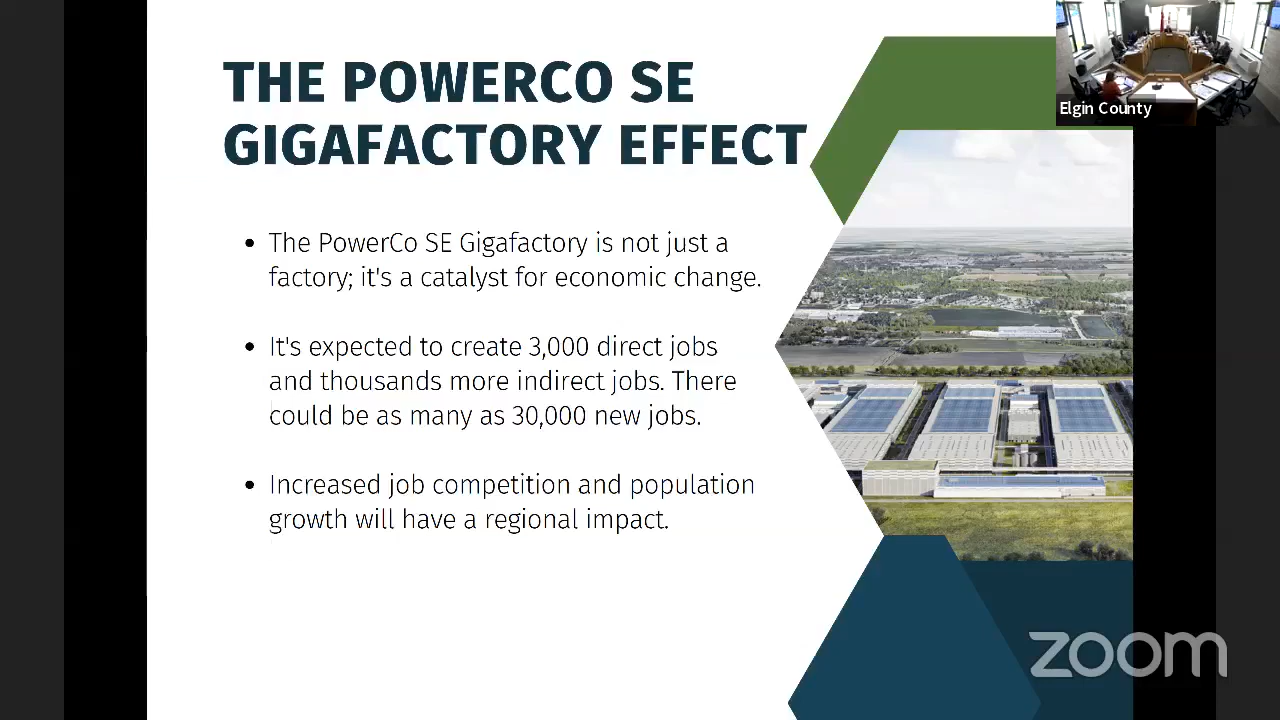 THE POWERCO SE
GIGAFACTORY EFFECT
Elgin County
• The PowerCo SE Gigafactory is not just a
factory; it's a catalyst for economic change.
• It's expected to create 3,000 direct jobs
and thousands more indirect jobs. There
could be as many as 30,000 new jobs.
• Increased job competition and population
growth will have a regional impact.
zoom